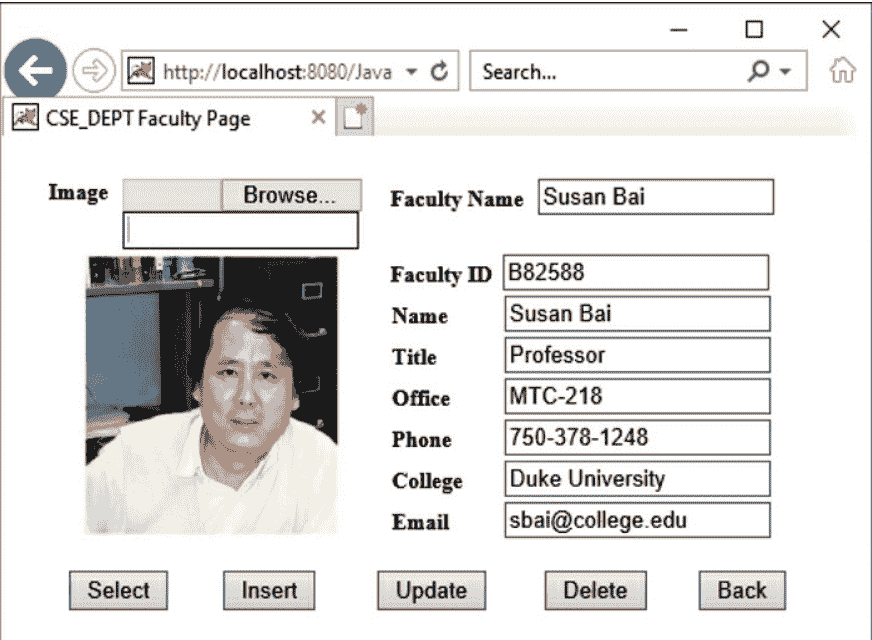 http://localhost:8080/Java
Search...
CSE_DEPT Faculty Page
Image Browse...
Faculty Name Susan Bai
Faculty ID B82588
Name Susan Bai
Title Professor
Office MTC-218
Phone 750-378-1248
College Duke University
Email sbai@college.edu
Select Insert Update Delete Back